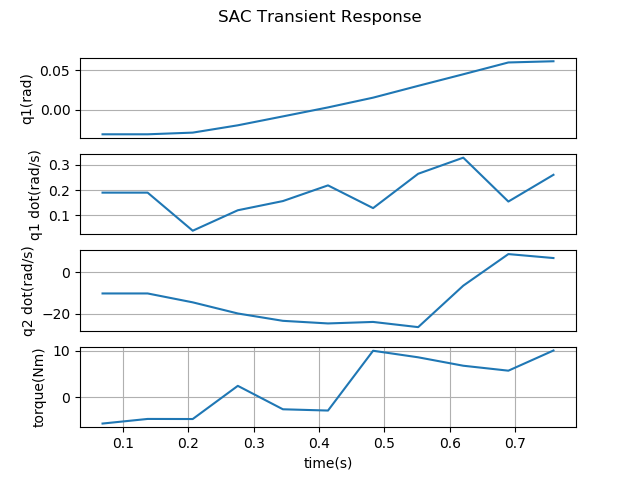 SAC Transient Response
q1(rad)
0.05
0.00
q1 dot(rad/s)
0.3
0.2
0.1
q2 dot(rad/s)
0
−20
torque(Nm)
10
0
0.1 0.2 0.3 0.4 0.5 0.6 0.7
time(s)